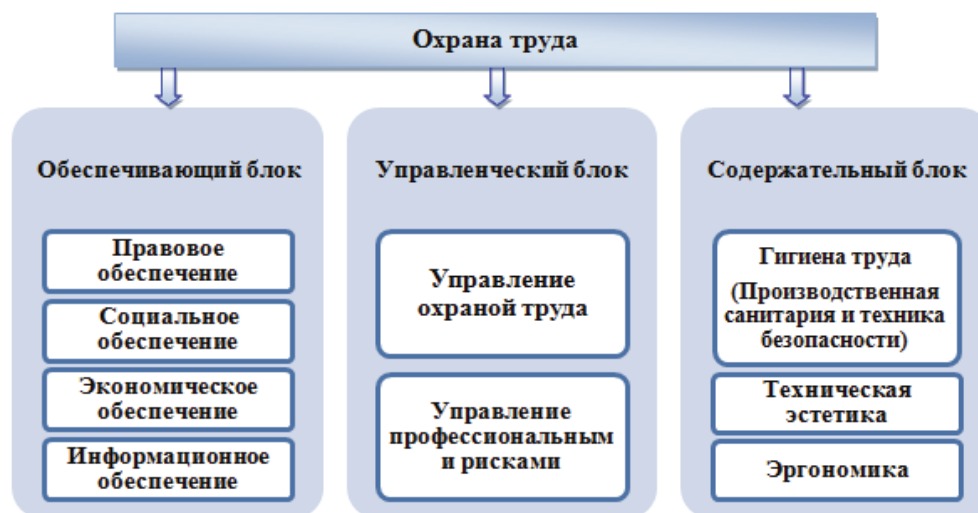 Охрана труда
Обеспечивающий блок
Правовое
обеспечение
Социальное
обеспечение
Экономическое
обеспечение
Информационное
обеспечение
Управленческий блок
Управление
охраной труда
Управление
профессиональным
и рисками
Содержательный блок
Гигиена труда
(Производственная
санитария и техника
безопасности)
Техническая
эстетика
Эргономика